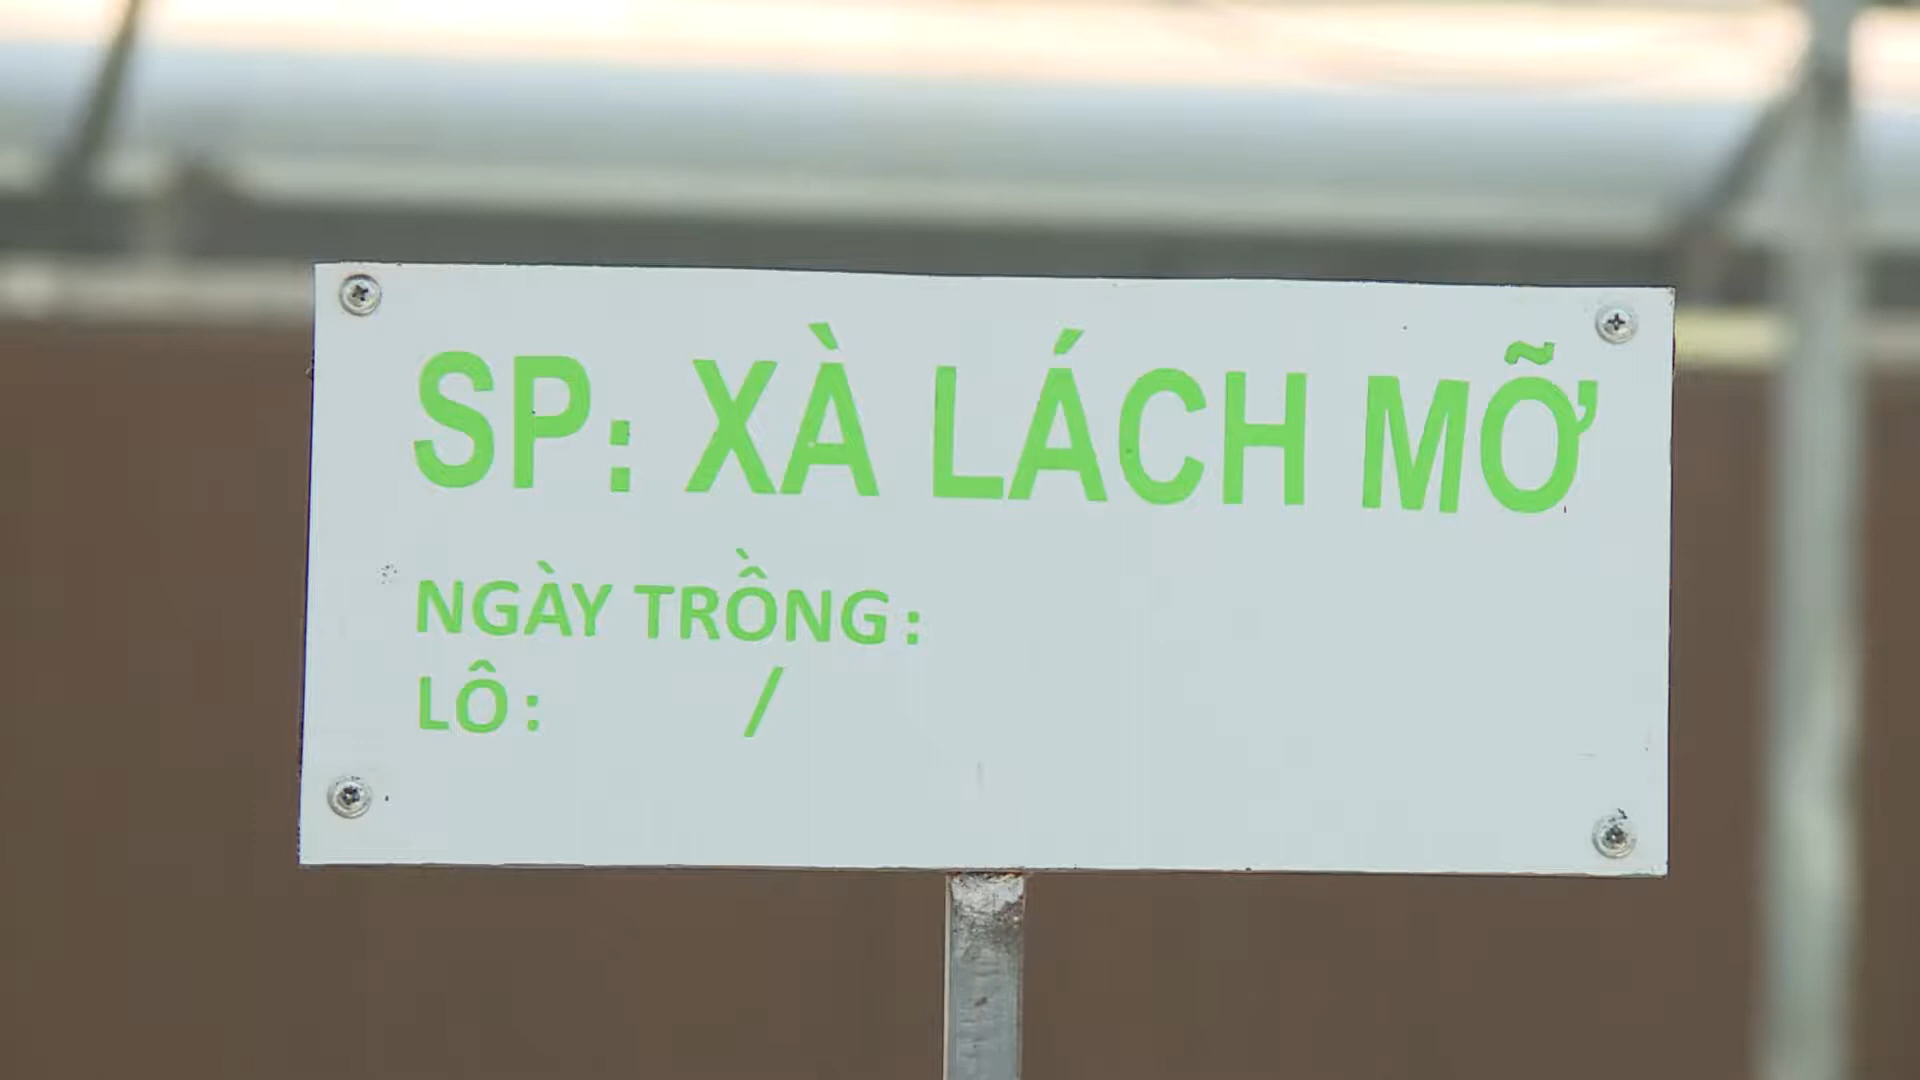 SP: XÀ LÁCH MỠ
NGÀY TRỒNG:
LÔ: /